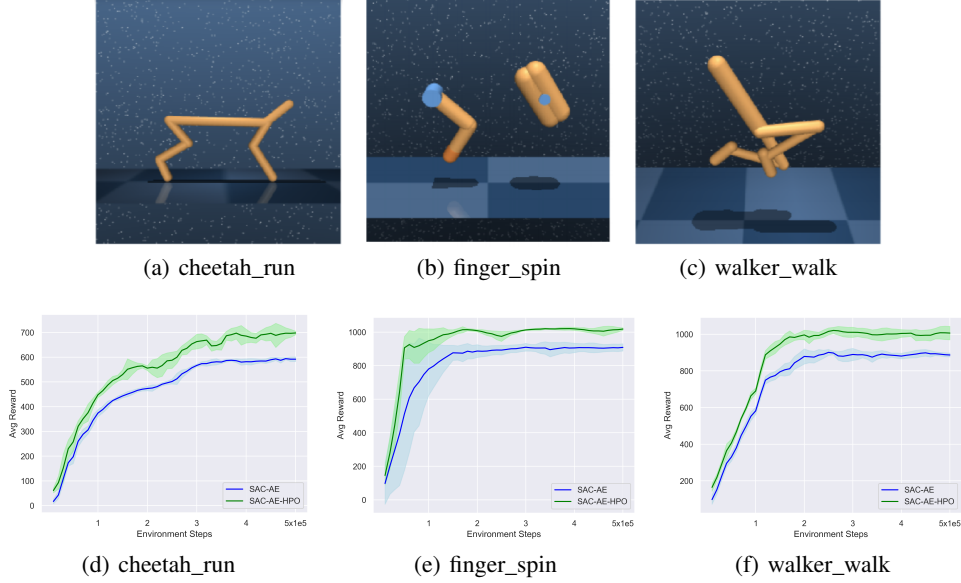 (a) cheetah_run
(b) finger_spin
(c) walker_walk
700
600
500
400
300
200
100
0
Avg Reward
1
2
3
4
5x1e5
Environment Steps
SAC-AE
SAC-AE-HPO
(d) cheetah_run
1000
800
600
400
200
0
Avg Reward
1
2
3
4
5x1e5
Environment Steps
SAC-AE
SAC-AE-HPO
(e) finger_spin
1000
800
600
400
200
Avg Reward
1
2
3
4
5x1e5
Environment Steps
SAC-AE
SAC-AE-HPO
(f) walker_walk